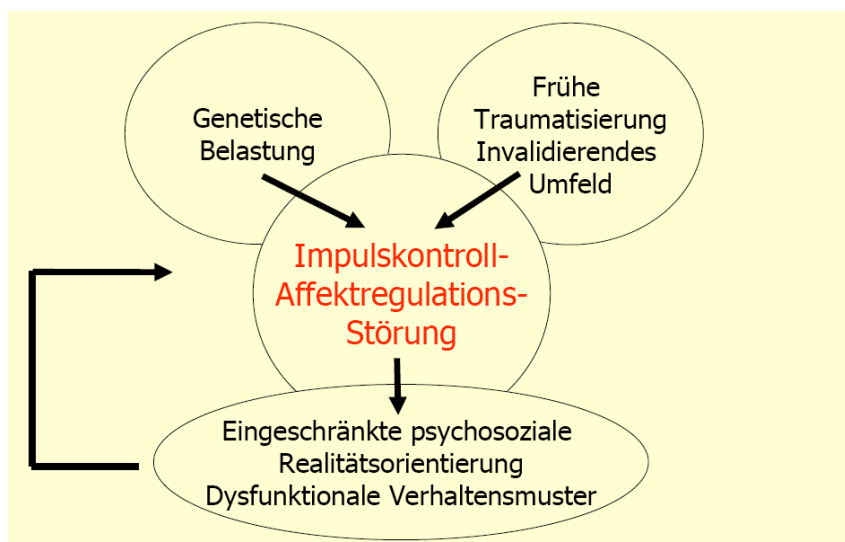 Genetische
Belastung
Frühe
Traumatisierung
Invalidierendes
Umfeld
Impulskontroll-
Affektregulations-
Störung
Eingeschränkte psychosoziale
Realitätsorientierung
Dysfunktionale Verhaltensmuster